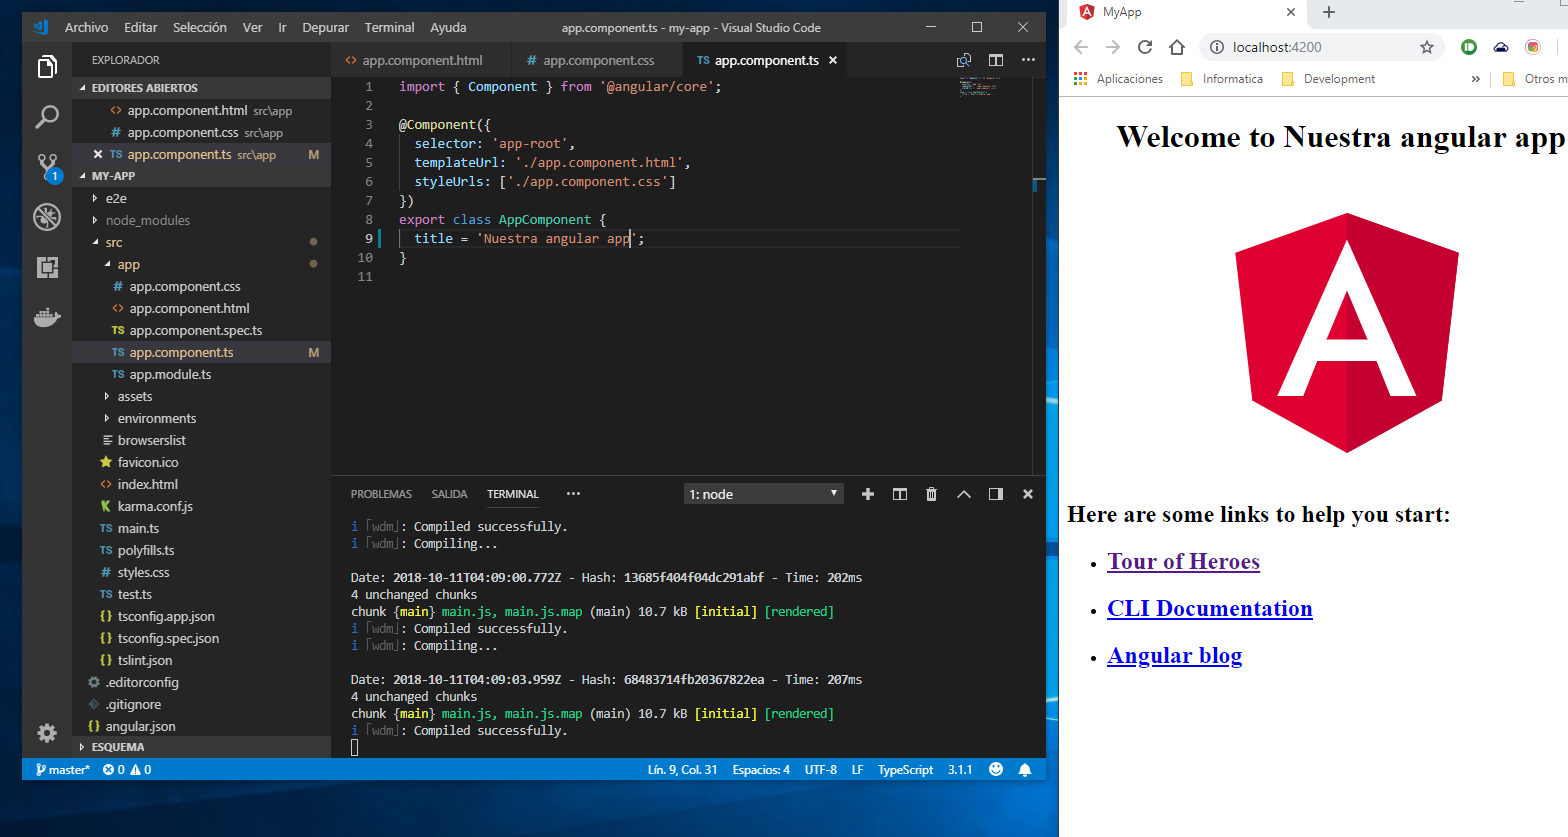 Archivo Editar Selección Ver Ir Depurar Terminal Ayuda
app.component.ts - my-app - Visual Studio Code
EXPLORADOR
EDITORES ABIERTOS
app.component.html src\app
app.component.css src\app
TS app.component.ts src\app M
1
MY-APP
e2e
node_modules
src
app
app.component.css
app.component.html
TS app.component.spec.ts
TS app.component.ts M
TS app.module.ts
assets
environments
browserslist
favicon.ico
index.html
karma.conf.js
TS main.ts
TS polyfills.ts
# styles.css
TS test.ts
{} tsconfig.app.json
{} tsconfig.spec.json
{} tslint.json
.editorconfig
.gitignore
{} angular.json
ESQUEMA
<> app.component.html # app.component.css TS app.component.ts
1 import { Component } from '@angular/core';
2
3 @Component({
4 selector: 'app-root',
5 templateUrl: './app.component.html',
6 styleUrls: ['./app.component.css']
7 })
8 export class AppComponent {
9 title = 'Nuestra angular app';
10 }
11
PROBLEMAS SALIDA TERMINAL ... 1: node
i ｢wdm｣: Compiled successfully.
i ｢wdm｣: Compiling...
Date: 2018-10-11T04:09:00.772Z - Hash: 13685f404f04dc291abf - Time: 202ms
4 unchanged chunks
chunk {main} main.js, main.js.map (main) 10.7 kB [initial] [rendered]
i ｢wdm｣: Compiled successfully.
i ｢wdm｣: Compiling...
Date: 2018-10-11T04:09:03.959Z - Hash: 68483714fb20367822ea - Time: 207ms
4 unchanged chunks
chunk {main} main.js, main.js.map (main) 10.7 kB [initial] [rendered]
i ｢wdm｣: Compiled successfully.
master* 0 0 Lín. 9, Col. 31 Espacios: 4 UTF-8 LF TypeScript 3.1.1
MyApp
localhost:4200
Aplicaciones Informatica Development » Otros m
Welcome to Nuestra angular app
A
Here are some links to help you start:
• Tour of Heroes
• CLI Documentation
• Angular blog